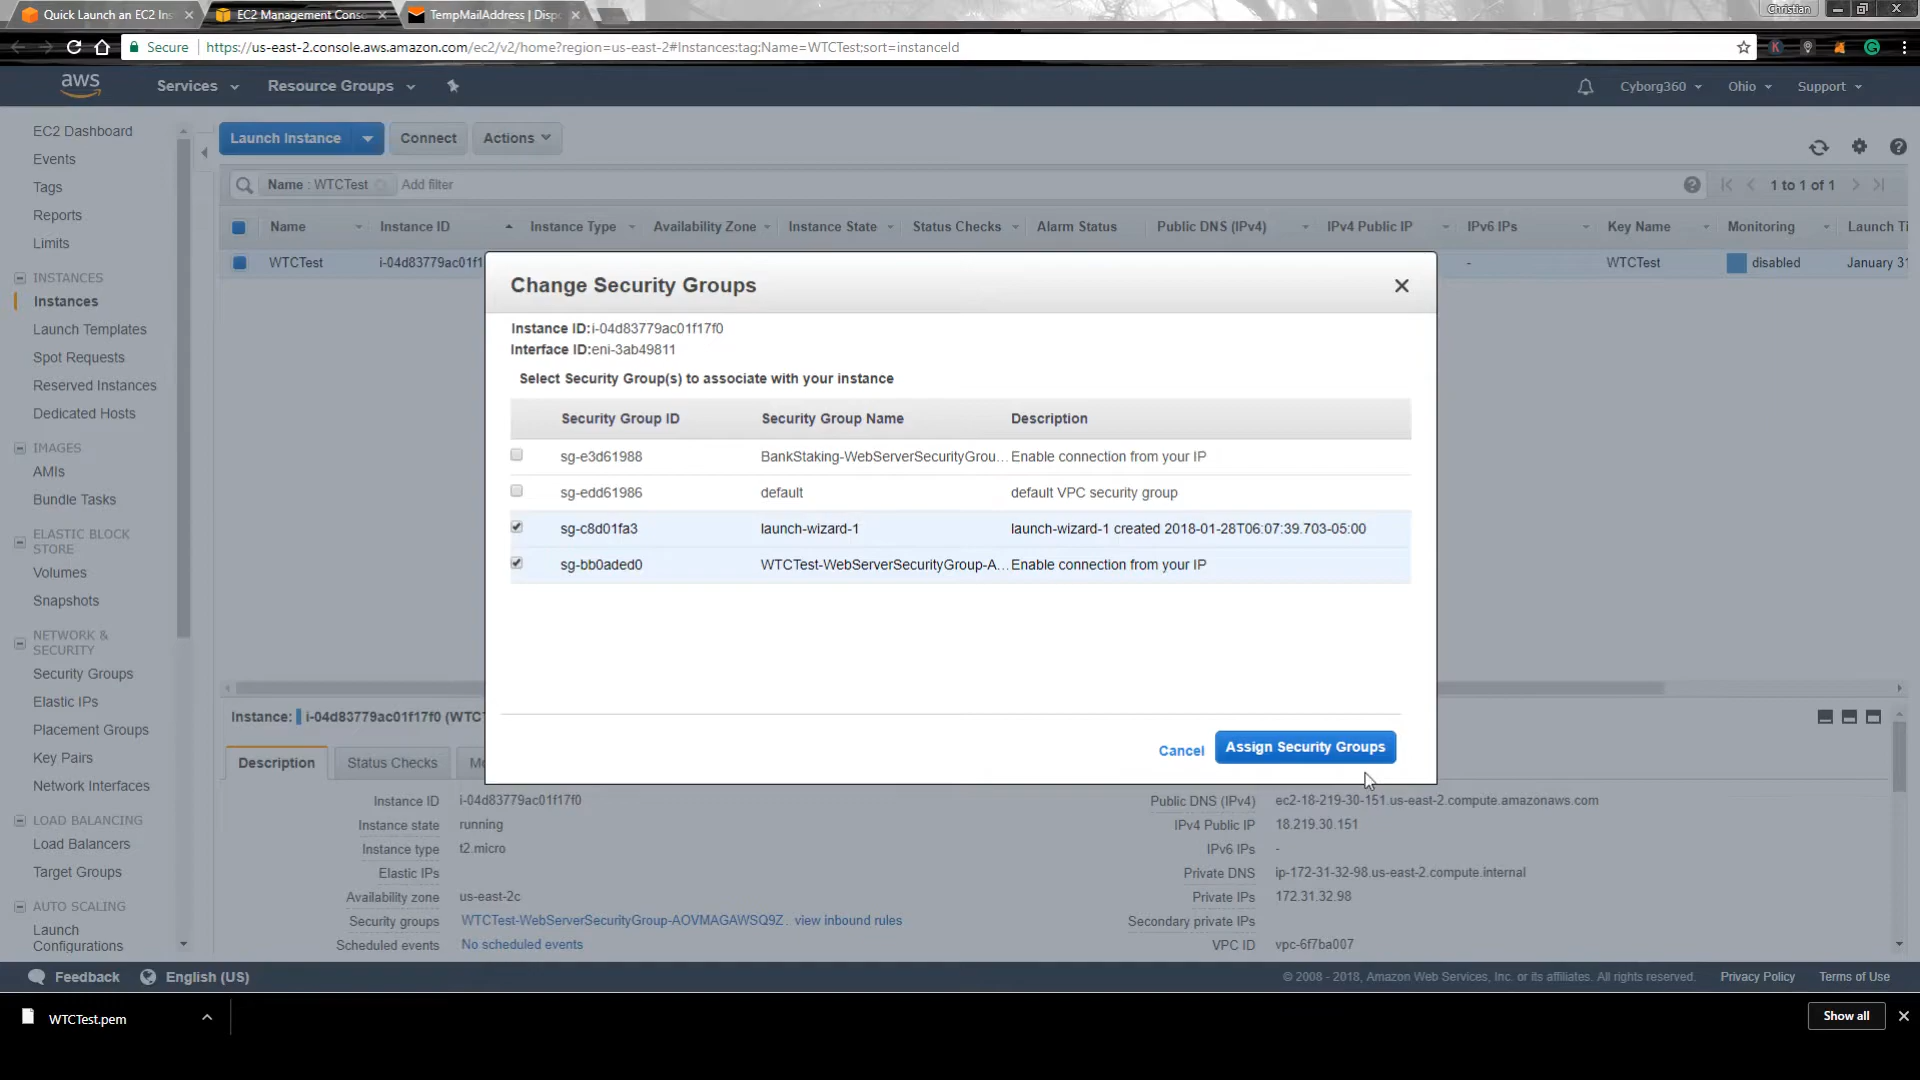 Quick Launch an EC2 Ins
EC2 Management Conso
TempMailAddress | Disp
Christian
Secure
https://us-east-2.console.aws.amazon.com/ec2/v2/home?region=us-east-2#Instances:tag:Name=WTCTest;sort=instanceId
aws
Services
Resource Groups
Cyborg360
Ohio
Support
EC2 Dashboard
Events
Tags
Reports
Limits
INSTANCES
Instances
Launch Templates
Spot Requests
Reserved Instances
Dedicated Hosts
IMAGES
AMIs
Bundle Tasks
ELASTIC BLOCK
STORE
Volumes
Snapshots
NETWORK &
SECURITY
Security Groups
Elastic IPs
Placement Groups
Key Pairs
Network Interfaces
LOAD BALANCING
Load Balancers
Target Groups
AUTO SCALING
Launch
Configurations
Launch Instance
Connect
Actions
Name : WTCTest
Add filter
1 to 1 of 1
Name
Instance ID
Instance Type
Availability Zone
Instance State
Status Checks
Alarm Status
Public DNS (IPv4)
IPv4 Public IP
IPv6 IPs
Key Name
Monitoring
Launch Ti
WTCTest
i-04d83779ac01f1
-
WTCTest
disabled
January 31
Change Security Groups
Instance ID:i-04d83779ac01f17f0
Interface ID:eni-3ab49811
Select Security Group(s) to associate with your instance
Security Group ID Security Group Name Description
sg-e3d61988 BankStaking-WebServerSecurityGrou... Enable connection from your IP
sg-edd61986 default default VPC security group
sg-c8d01fa3 launch-wizard-1 launch-wizard-1 created 2018-01-28T06:07:39.703-05:00
sg-bb0aded0 WTCTest-WebServerSecurityGroup-A... Enable connection from your IP
Cancel
Assign Security Groups
Instance: i-04d83779ac01f17f0 (WTC
Description
Status Checks
Mo
Instance ID i-04d83779ac01f17f0
Instance state running
Instance type t2.micro
Elastic IPs
Availability zone us-east-2c
Security groups WTCTest-WebServerSecurityGroup-AOVMAGAWSQ9Z . view inbound rules
Scheduled events No scheduled events
Public DNS (IPv4) ec2-18-219-30-151.us-east-2.compute.amazonaws.com
IPv4 Public IP 18.219.30.151
IPv6 IPs -
Private DNS ip-172-31-32-98.us-east-2.compute.internal
Private IPs 172.31.32.98
Secondary private IPs
VPC ID vpc-6f7ba007
Feedback
English (US)
© 2008 - 2018, Amazon Web Services, Inc. or its affiliates. All rights reserved.
Privacy Policy
Terms of Use
WTCTest.pem
Show all